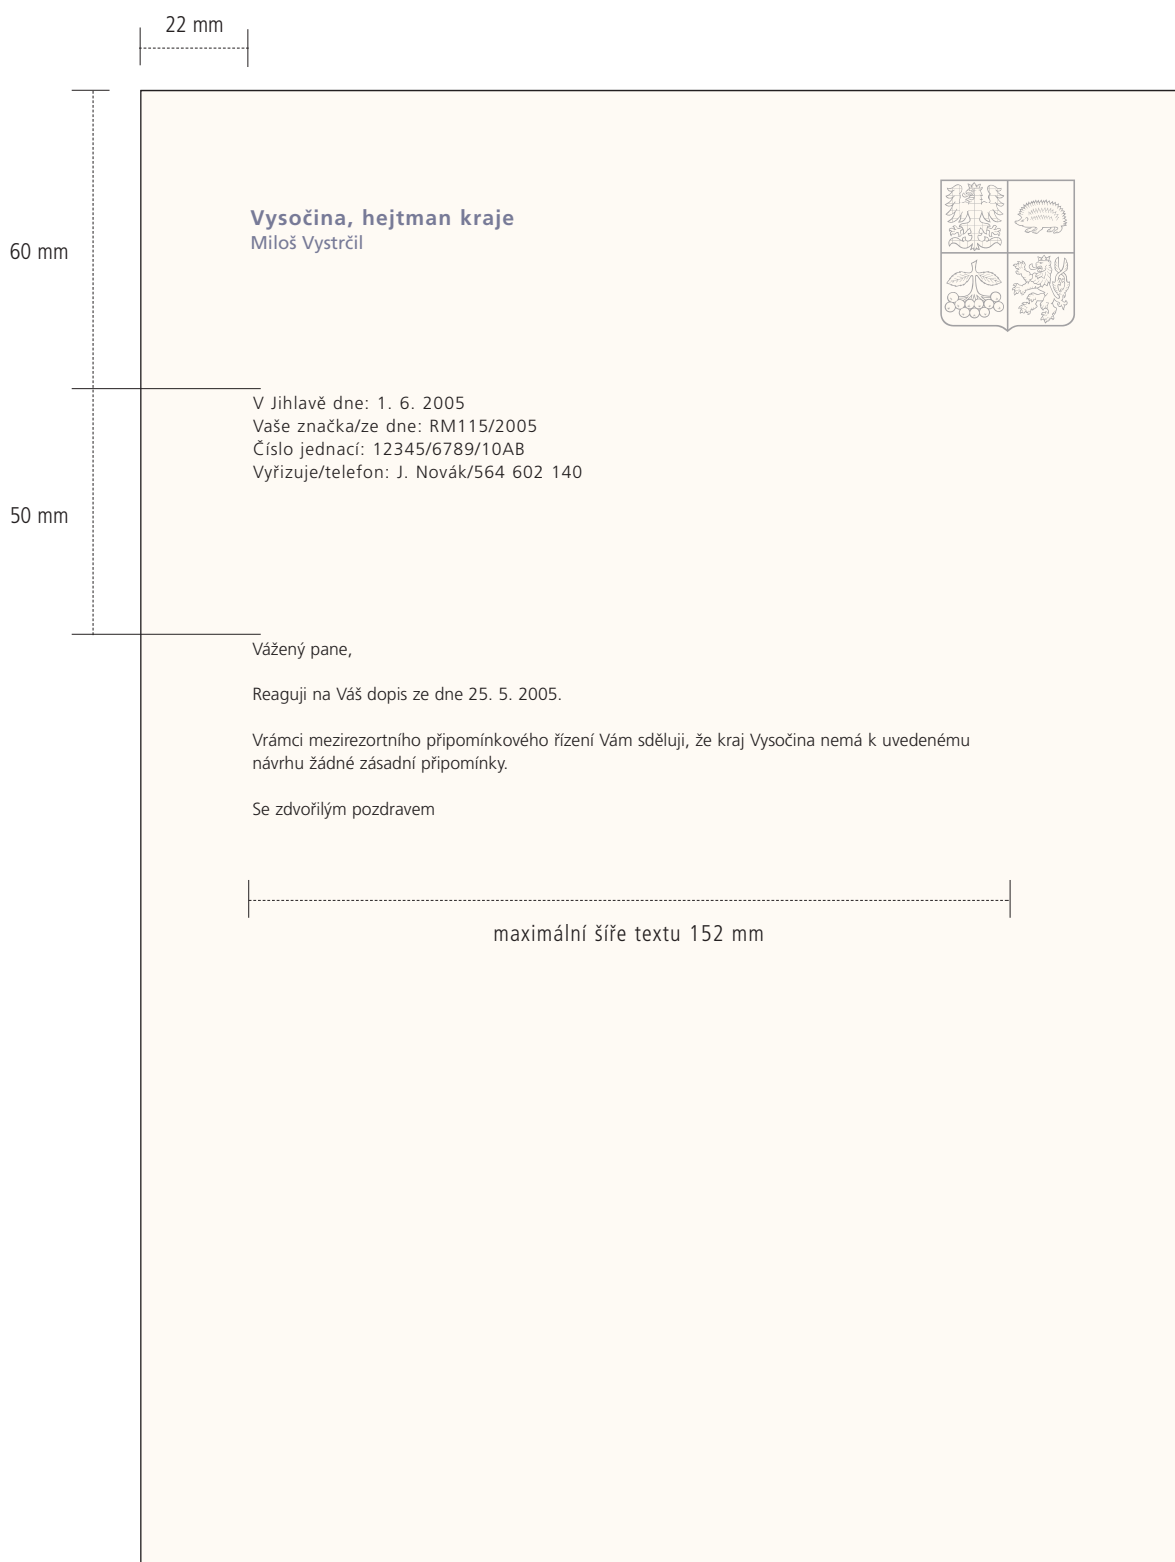 22 mm
Vysočina, hejtman kraje
Miloš Vystrčil
60 mm
V Jihlavě dne: 1. 6. 2005
Vaše značka/ze dne: RM115/2005
Číslo jednací: 12345/6789/10AB
Vyřizuje/telefon: J. Novák/564 602 140
50 mm
Vážený pane,
Reaguji na Váš dopis ze dne 25. 5. 2005.
Vrámci mezirezortního připomínkového řízení Vám sděluji, že kraj Vysočina nemá k uvedenému
návrhu žádné zásadní připomínky.
Se zdvořilým pozdravem
maximální šíře textu 152 mm